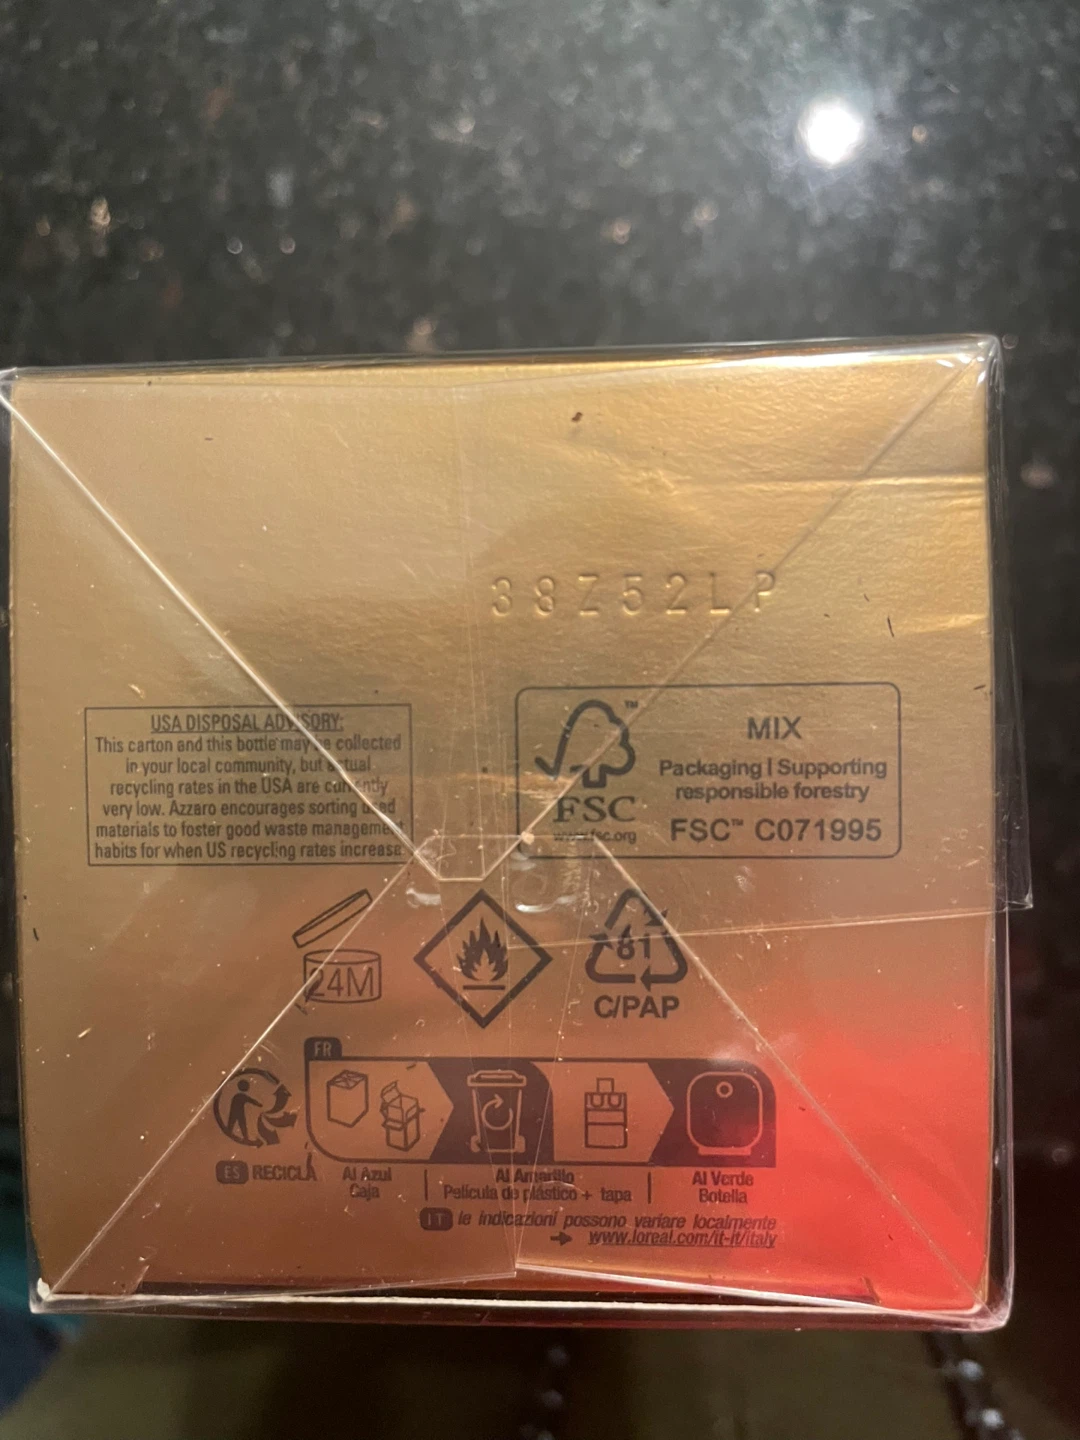 38Z52LP
USA DISPOSAL ADVISORY:
This carton and this bottle may be collected
in your local community, but actual
recycling rates in the USA are currently
very low. Azzaro encourages sorting used
materials to foster good waste management
habits for when US recycling rates increase
TM
FSC
www.fsc.org
MIX
Packaging | Supporting
responsible forestry
FSC™ C071995
24M
81
C/PAP
FR
ES RECICLA
Al Azul
Caja
Al Amarillo
Película de plástico + tapa
Al Verde
Botella
IT le indicazioni possono variare localmente
→ www.loreal.com/it-it/italy